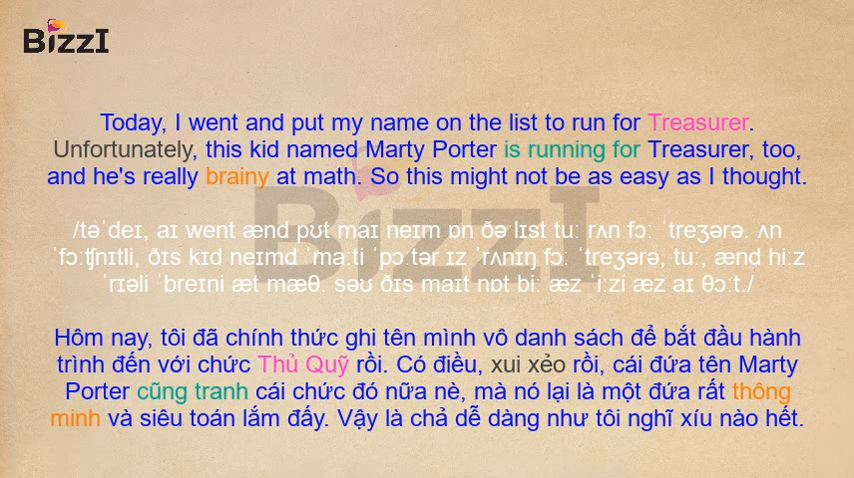 BizzI
Today, I went and put my name on the list to run for Treasurer.
Unfortunately, this kid named Marty Porter is running for Treasurer, too,
and he's really brainy at math. So this might not be as easy as I thought.
BizzI
/təˈdeɪ, aɪ went ænd pʊt maɪ neɪm ɒn ðə lɪst tuː rʌn fɔː ˈtreʒərə. ʌn
ˈfɔːʧnɪtli, ðɪs kɪd neɪmd ˈmɑːti ˈpɔː.tər ɪz ˈrʌnɪŋ fɔː ˈtreʒərə, tuː, ænd hiːz
ˈrɪəli ˈbreɪni æt mæθ. səʊ ðɪs maɪt nɒt biː æz ˈiːzi æz aɪ θɔːt./
Hôm nay, tôi đã chính thức ghi tên mình vô danh sách để bắt đầu hành
trình đến với chức Thủ Quỹ rồi. Có điều, xui xẻo rồi, cái đứa tên Marty
Porter cũng tranh cái chức đó nữa nè, mà nó lại là một đứa rất thông
minh và siêu toán lắm đấy. Vậy là chả dễ dàng như tôi nghĩ xíu nào hết.